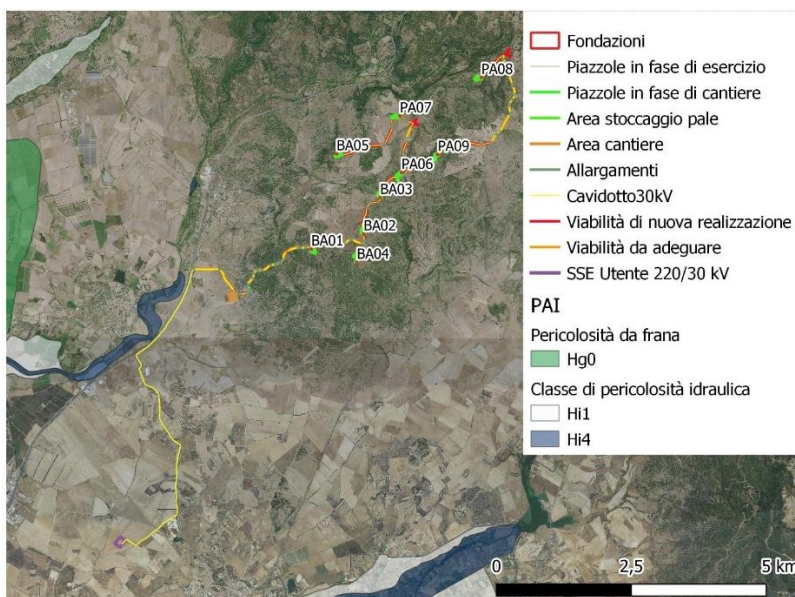 Fondazioni
Piazzole in fase di esercizio
Piazzole in fase di cantiere
Area stoccaggio pale
Area cantiere
Allargamenti
Cavidotto30kV
Viabilità di nuova realizzazione
Viabilità da adeguare
SSE Utente 220/30 kV
PAI
Pericolosità da frana
Hg0
Classe di pericolosità idraulica
Hi1
Hi4
PA08
PA07
BA05
PA09
PA06
BA03
BA02
BA01
BA04
0 2,5 5 km